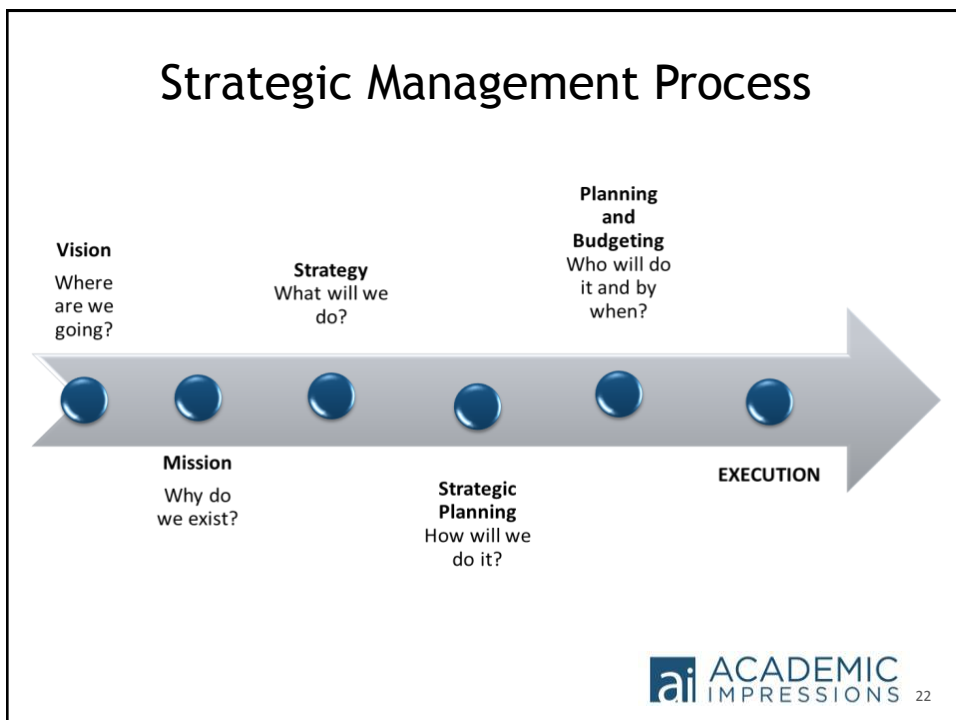 Strategic Management Process
Vision
Where
are we
going?
Mission
Why do
we exist?
Strategy
What will we
do?
Strategic
Planning
How will we
do it?
Planning
and
Budgeting
Who will do
it and by
when?
EXECUTION
ai ACADEMIC
IMPRESSIONS
22